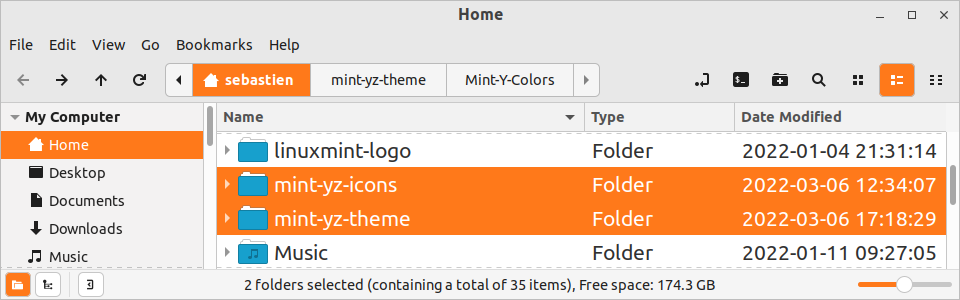 Home
File Edit View Go Bookmarks Help
sebastien mint-yz-theme Mint-Y-Colors
My Computer
Home
Desktop
Documents
Downloads
Music
Name Type Date Modified
linuxmint-logo Folder 2022-01-04 21:31:14
mint-yz-icons Folder 2022-03-06 12:34:07
mint-yz-theme Folder 2022-03-06 17:18:29
Music Folder 2022-01-11 09:27:05
2 folders selected (containing a total of 35 items), Free space: 174.3 GB